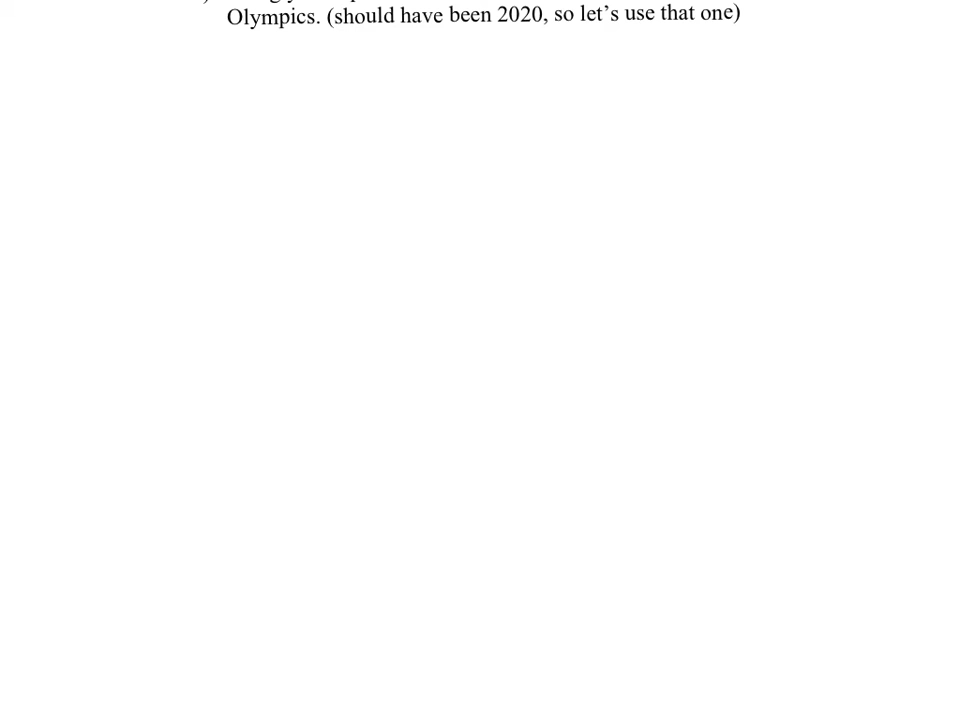 Olympics. (should have been 2020, so let’s use that one)